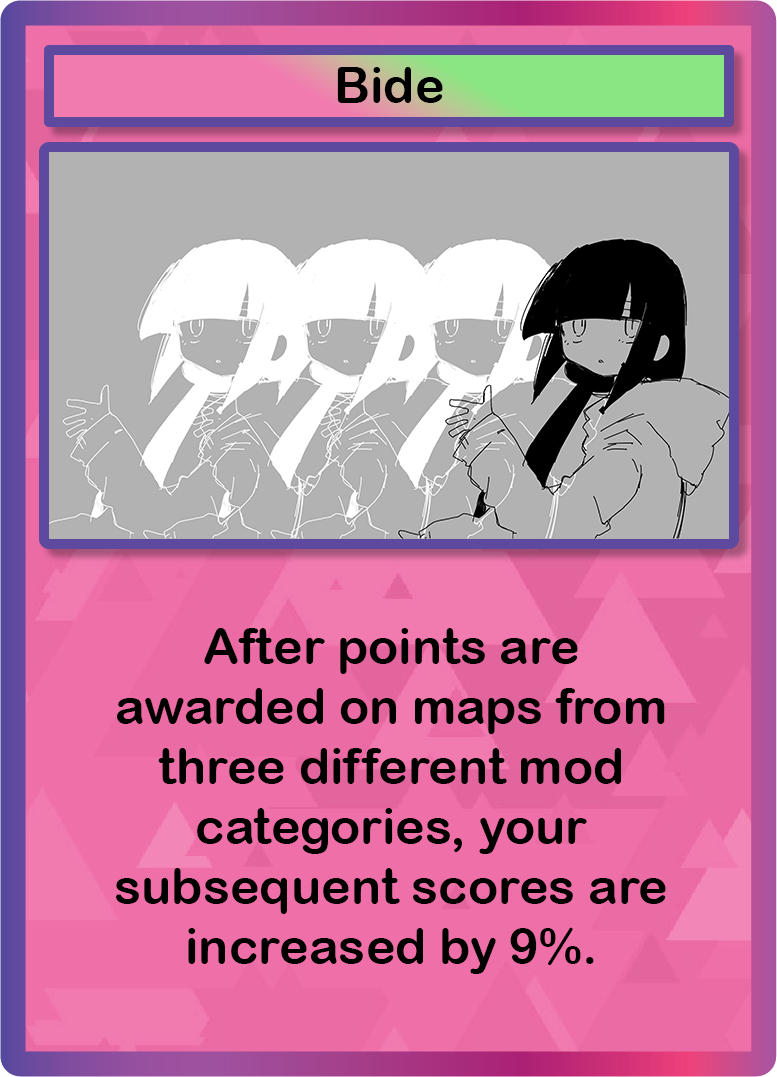 Bide
After points are
awarded on maps from
three different mod
categories, your
subsequent scores are
increased by 9%.